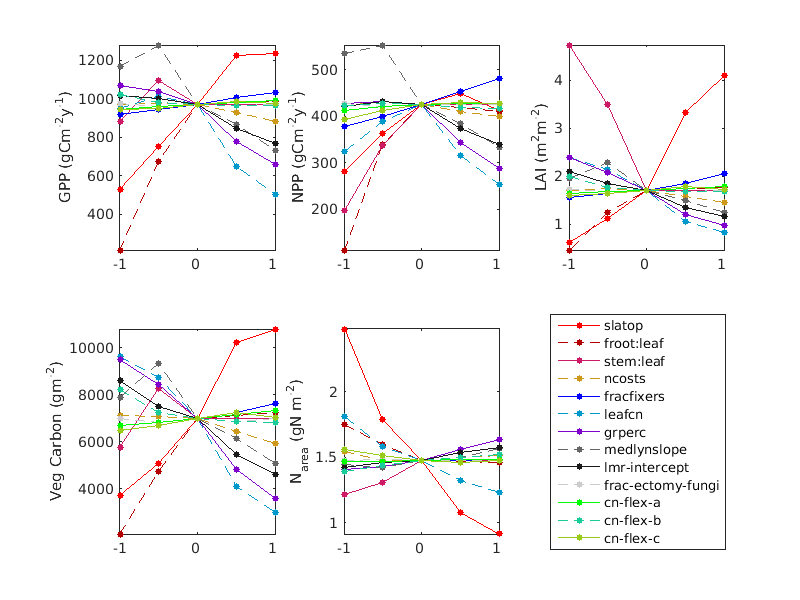 GPP (gCm⁻²y⁻¹)
1200
1000
800
600
400
-1 0 1
NPP (gCm⁻²y⁻¹)
500
400
300
200
-1 0 1
LAI (m²m⁻²)
4
3
2
1
-1 0 1
Veg Carbon (gm⁻²)
10000
8000
6000
4000
-1 0 1
N_area (gN m⁻²)
2
1.5
1
-1 0 1
slatop
froot:leaf
stem:leaf
ncosts
fracfixers
leafcn
grperc
medlynslope
lmr-intercept
frac-ectomy-fungi
cn-flex-a
cn-flex-b
cn-flex-c